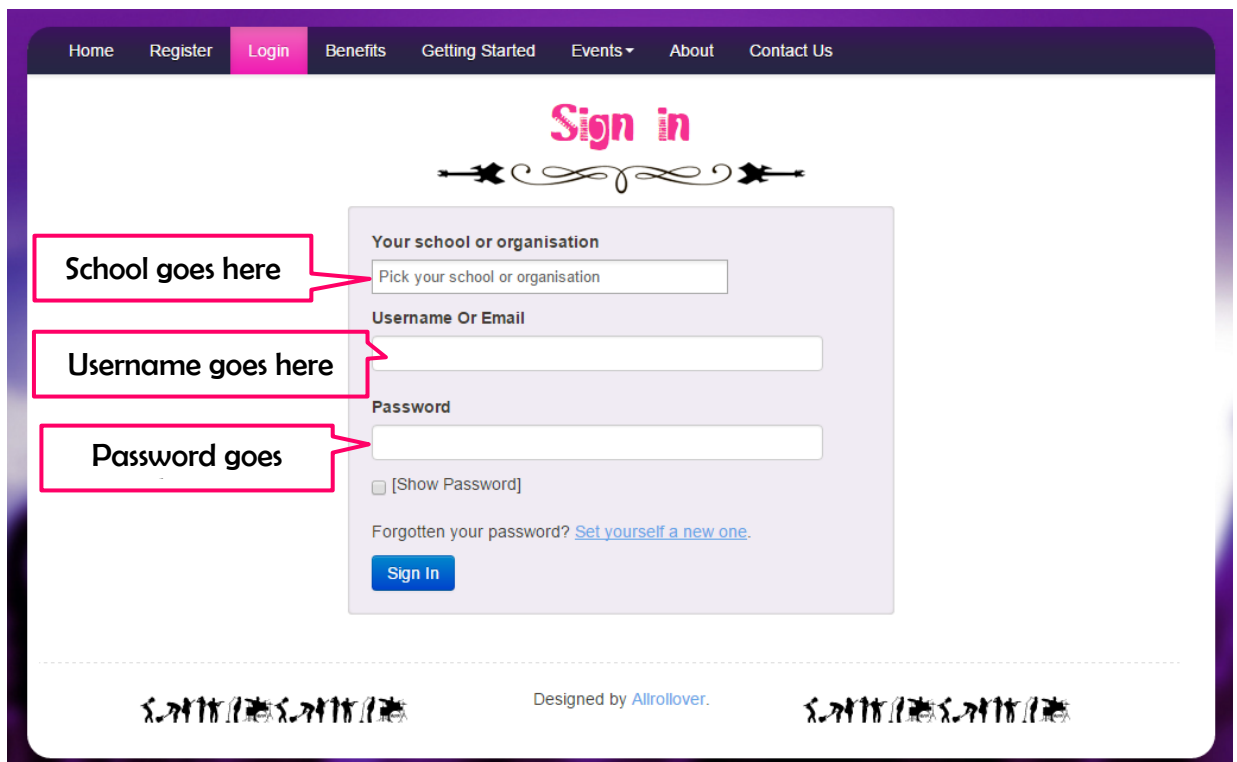 Home Register Login Benefits Getting Started Events About Contact Us
Sign in
Your school or organisation
School goes here
Pick your school or organisation
Username Or Email
Username goes here
Password
Password goes
[Show Password]
Forgotten your password? Set yourself a new one.
Sign In
Designed by Allrollover.